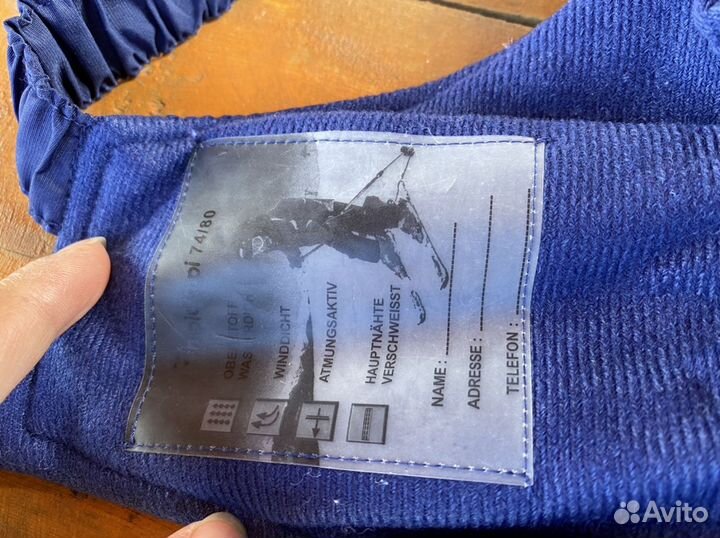 74/80
WINDDICHT
ATMUNGSAKTIV
HAUPTNÄHTE
VERSCHWEISST
NAME :
ADRESSE :
TELEFON :
Avito